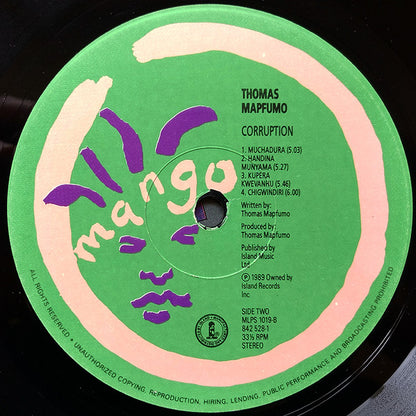 mango
THOMAS
MAPFUMO
CORRUPTION
1. MUCHADURA (5.03)
2. HANDINA
MUNYAMA (5.27)
3. KUPERA
KWEVANHU (5.46)
4. CHIGWINDIRI (6.00)
Written by:
Thomas Mapfumo
Produced by:
Thomas Mapfumo
Published by
Island Music
Ltd.
℗ 1989 Owned by
Island Records
Inc
SIDE TWO
MLPS 1019-B
842 528-1
33⅓ RPM
STEREO
ALL RIGHTS RESERVED • UNAUTHORIZED COPYING, REPRODUCTION, HIRING, LENDING, PUBLIC PERFORMANCE AND BROADCASTING PROHIBITED